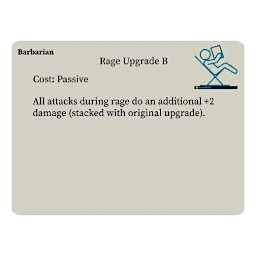 Barbarian
Rage Upgrade B
Cost: Passive
All attacks during rage do an additional +2
damage (stacked with original upgrade).